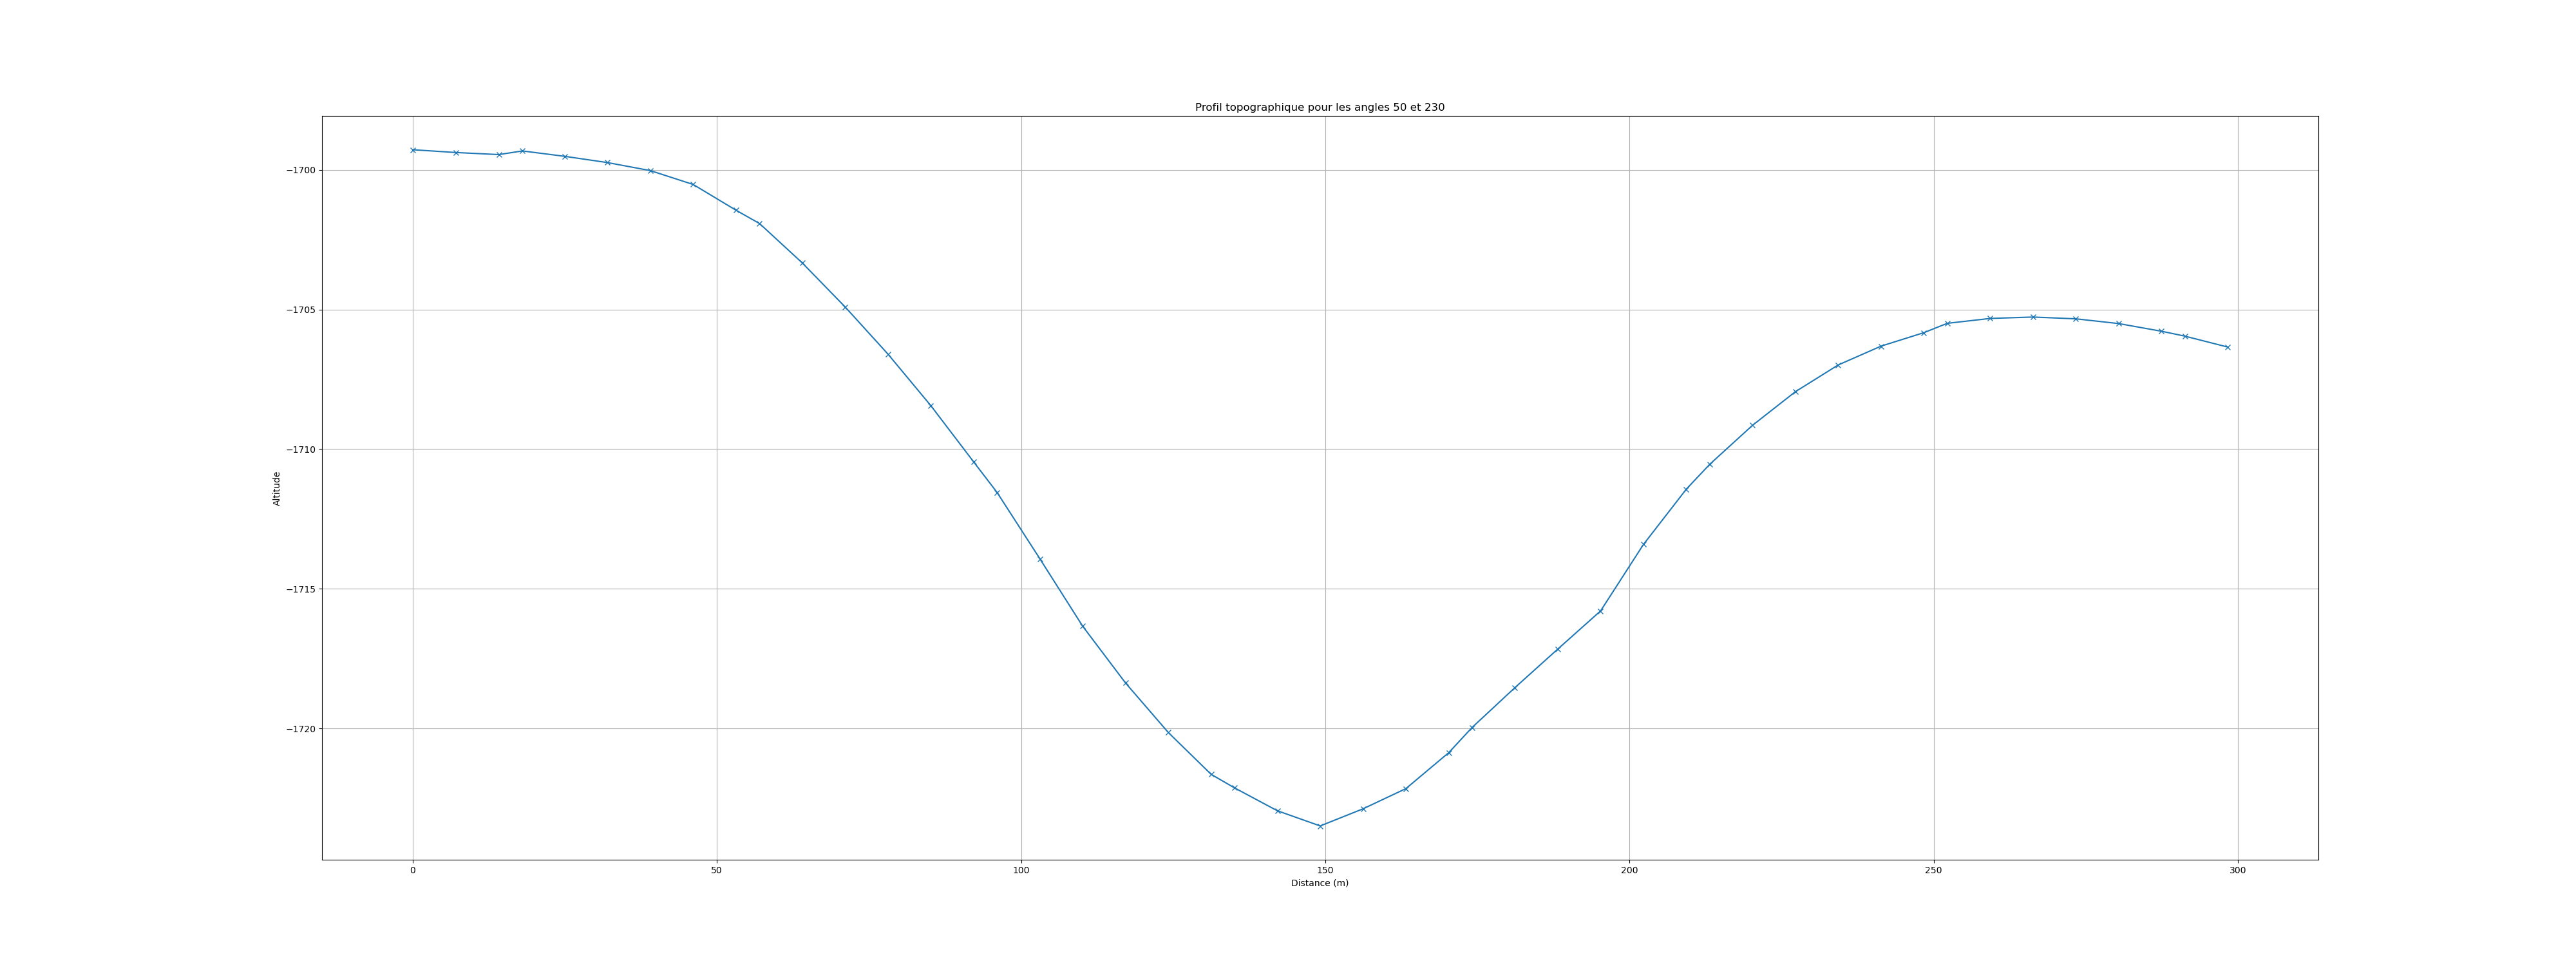 Profil topographique pour les angles 50 et 230
−1700
−1705
−1710
−1715
−1720
Altitude
0 50 100 150 200 250 300
Distance (m)